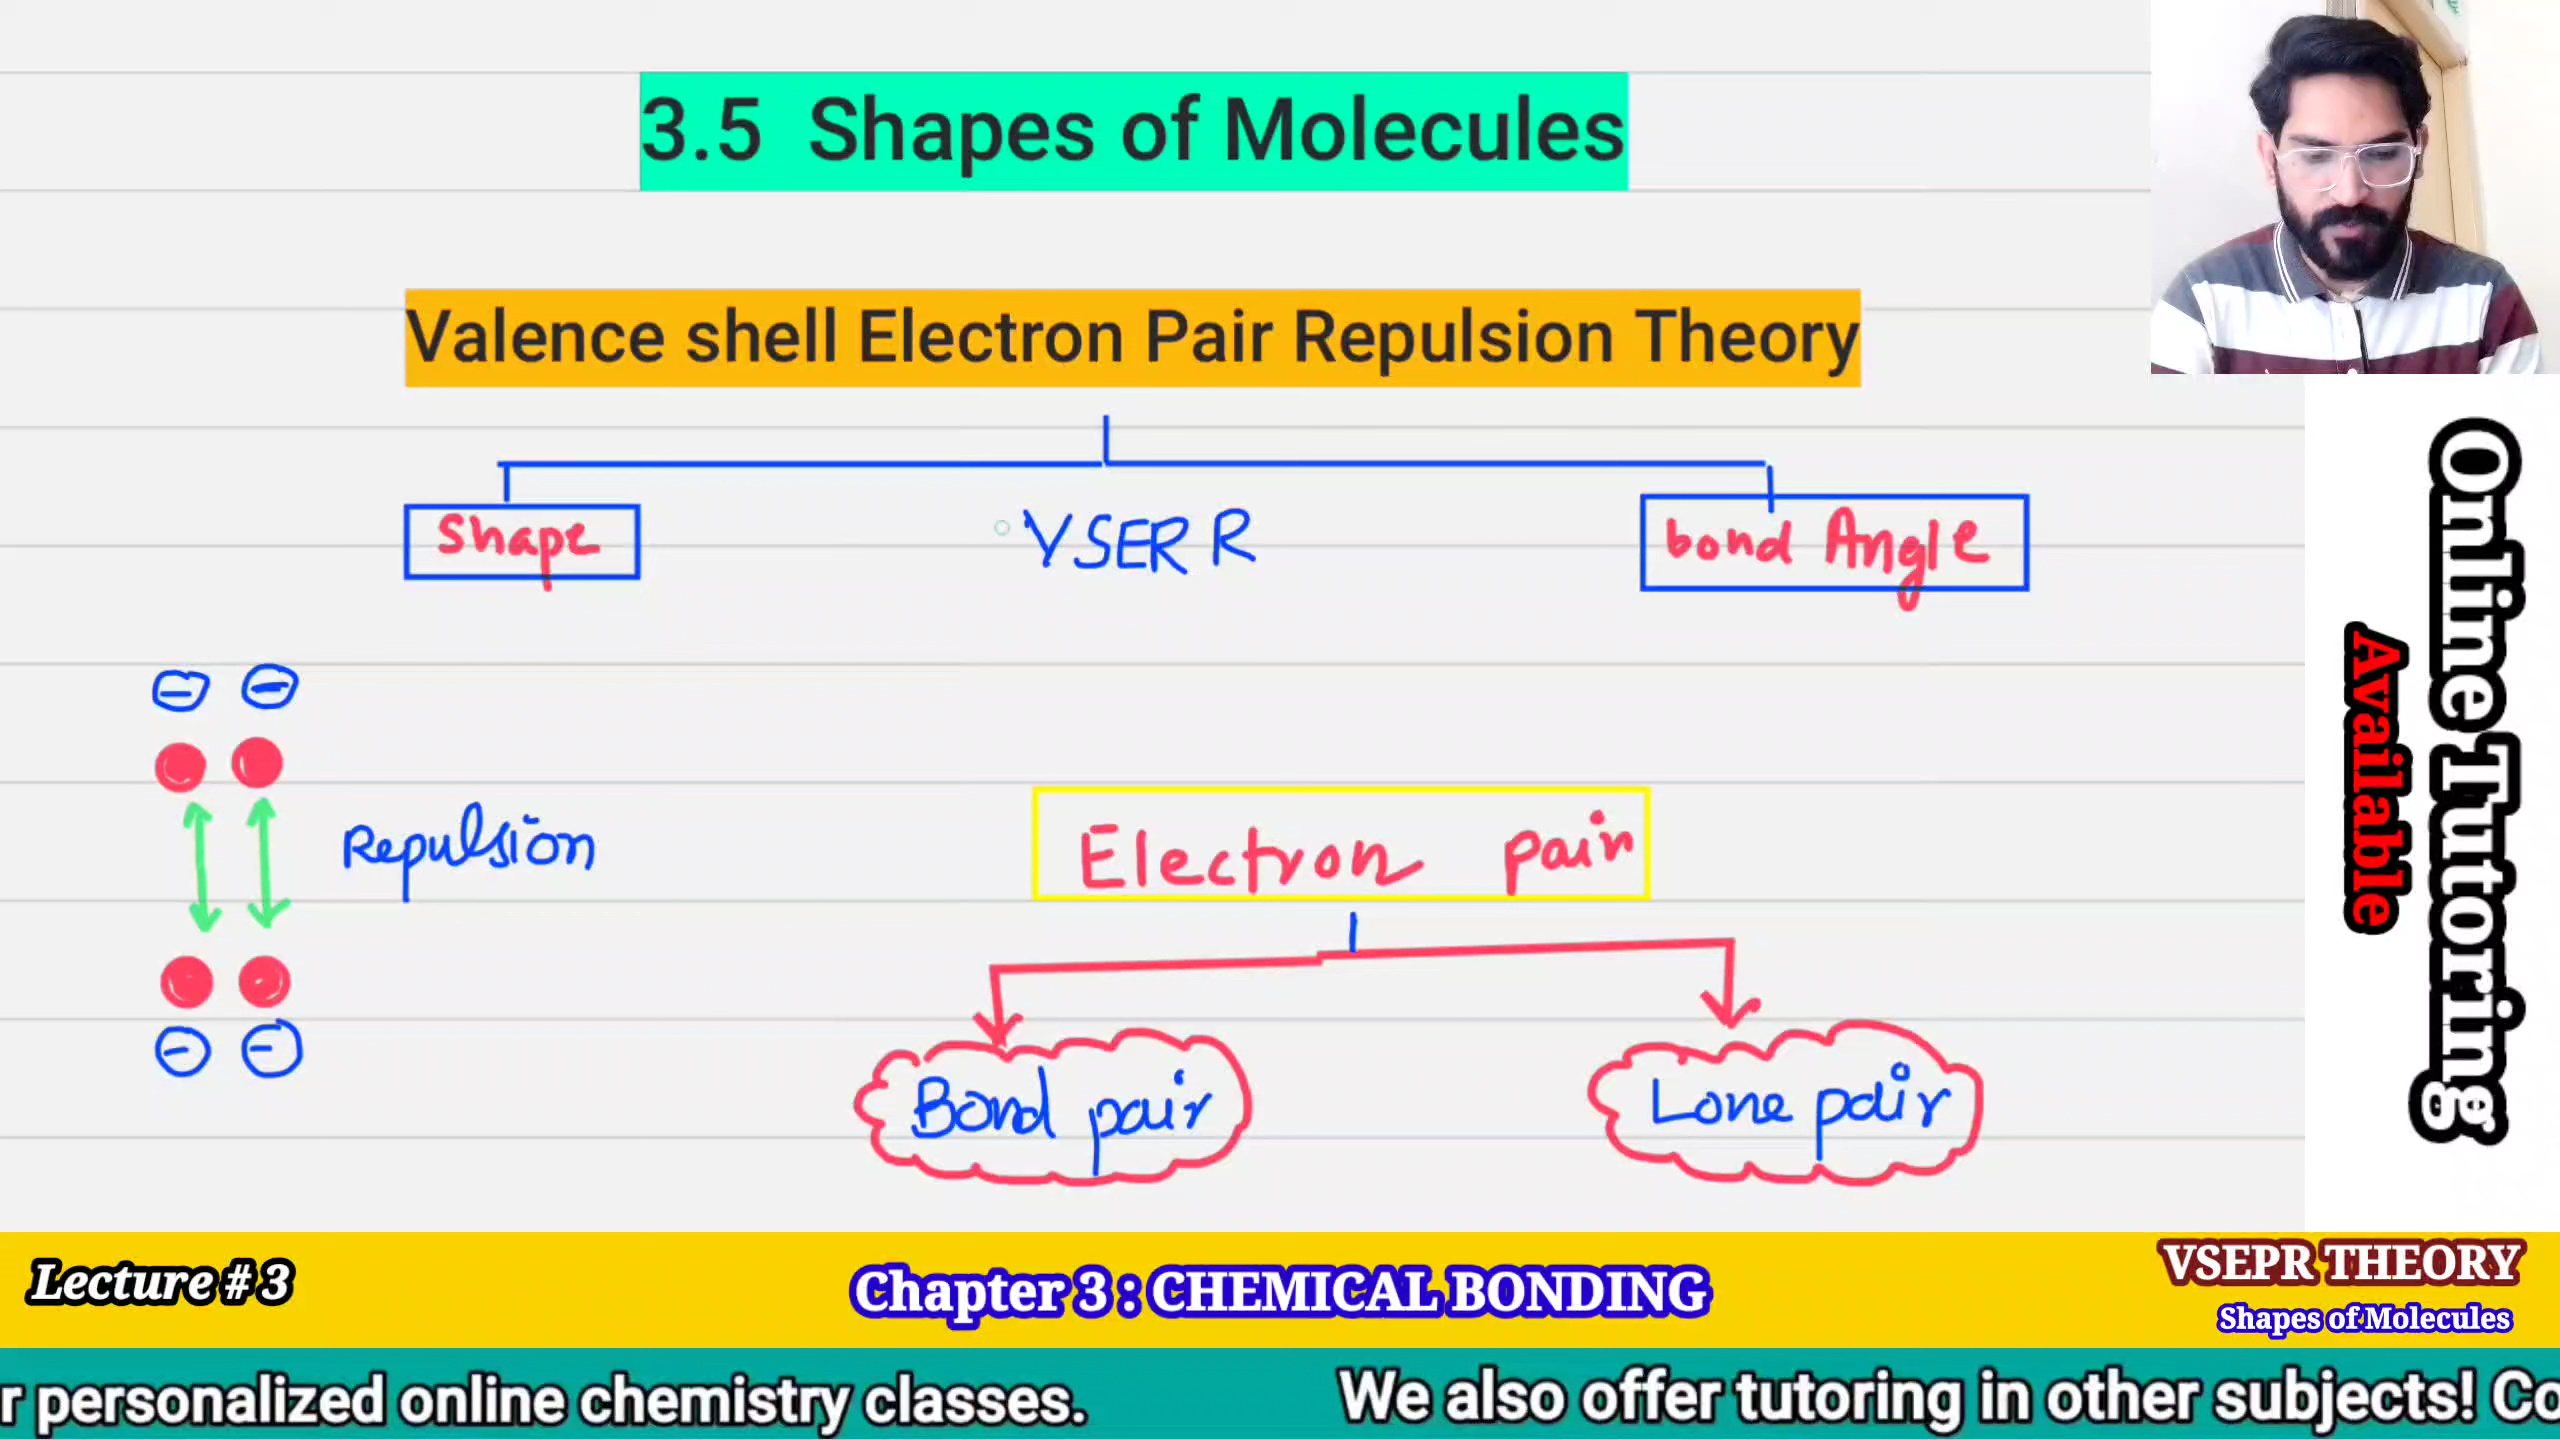 3.5 Shapes of Molecules
Valence shell Electron Pair Repulsion Theory
Shape
VSERR
bond Angle
Repulsion
Electron pair
Bond pair
Lone pair
Online Tutoring
Available
Lecture # 3
Chapter 3 : CHEMICAL BONDING
VSEPR THEORY
Shapes of Molecules
r personalized online chemistry classes.
We also offer tutoring in other subjects! Co